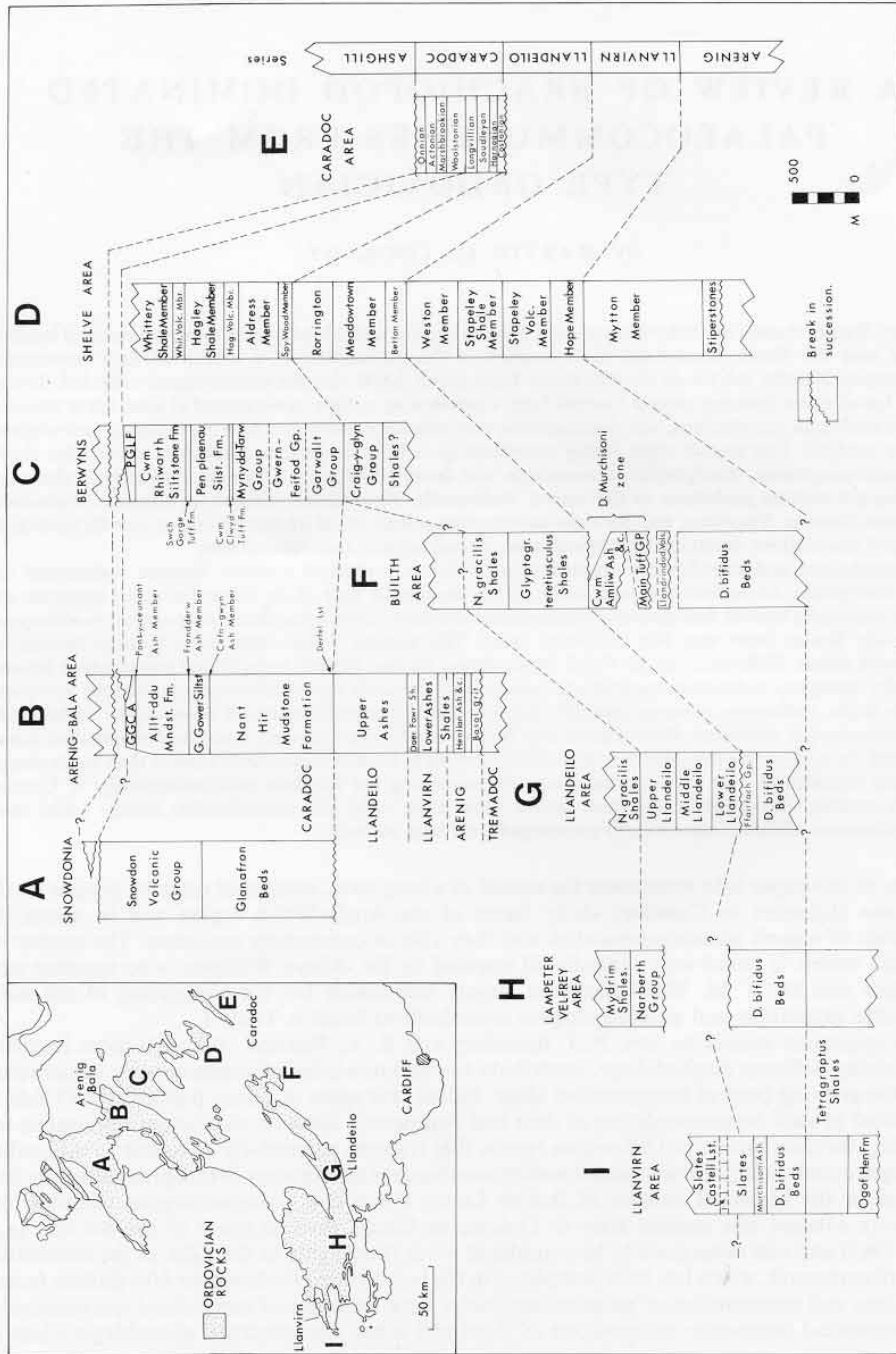 A
SNOWDONIA
Snowdon
Volcanic
Group
Glanafron
Beds
B
ARENIG-BALA AREA
G.G.C.A
Allt-ddu
Mndst. Fm.
G. Gower Siltst
Nant
Hir
Mudstone
Formation
Upper
Ashes
Daer Fawr Sh.
Lower Ashes
Shales
Henllan Ash &c.
Basal grit
Pont-y-ceunant
Ash Member
Frondderw
Ash Member
Cefn-gwyn
Ash Member
Derfel Lst.
CARADOC
LLANDEILO
LLANVIRN
ARENIG
TREMADOC
C
BERWYNS
P.G.L.F
Cwm
Rhiwarth
Siltstone Fm
Pen plaenau
Silst. Fm.
Mynydd-Tarw
Group
Gwern-
Feifod Gp.
Garwallt
Group
Craig-y-glyn
Group
Shales ?
Swch
Gorge
Tuff Fm.
Cwm
Clwyd
Tuff Fm.
D
SHELVE AREA
Whittery
Shale Member
Whit. Volc. Mbr.
Hagley
Shale Member
Hag. Volc. Mbr.
Aldress
Member
Spy Wood Member
Rorrington
Meadowtown
Member
Betton Member
Weston
Member
Stapeley
Shale
Member
Stapeley
Volc.
Member
Hope Member
Mytton
Member
Stiperstones
E
CARADOC
AREA
Onnian
Actonian
Marshbrookian
Woolstonian
Longvillian
Soudleyan
Harnagian
Costonian
Series
ASHGILL
CARADOC
LLANDEILO
LLANVIRN
ARENIG
F
BUILTH
AREA
?
?
N. gracilis
Shales
Glyptogr.
teretiusculus
Shales
Cwm
Amliw Ash
& c.
Main Tuff GP
Llandrindod Volc.
D. bifidus
Beds
?
D. Murchisoni
zone
G
LLANDEILO
AREA
N. gracilis
Shales
Upper
Llandeilo
Middle
Llandeilo
Lower
Llandeilo
Ffairfach Gp.
D. bifidus
Beds
?
H
LAMPETER
VELFREY
AREA
Mydrim
Shales.
Narberth
Group
?
D. bifidus
Beds
Tetragraptus
Shales
I
LLANVIRN
AREA
?
Slates
Castell Lst.
Slates
Murchisoni Ash
D. bifidus
Beds
Ogof Hen Fm
?
?
?
500
M
0
Break in
succession.
ORDOVICIAN
ROCKS
50 km
A
B
C
D
E
F
G
H
I
Arenig
Bala
Caradoc
Llandeilo
Llanvirn
CARDIFF